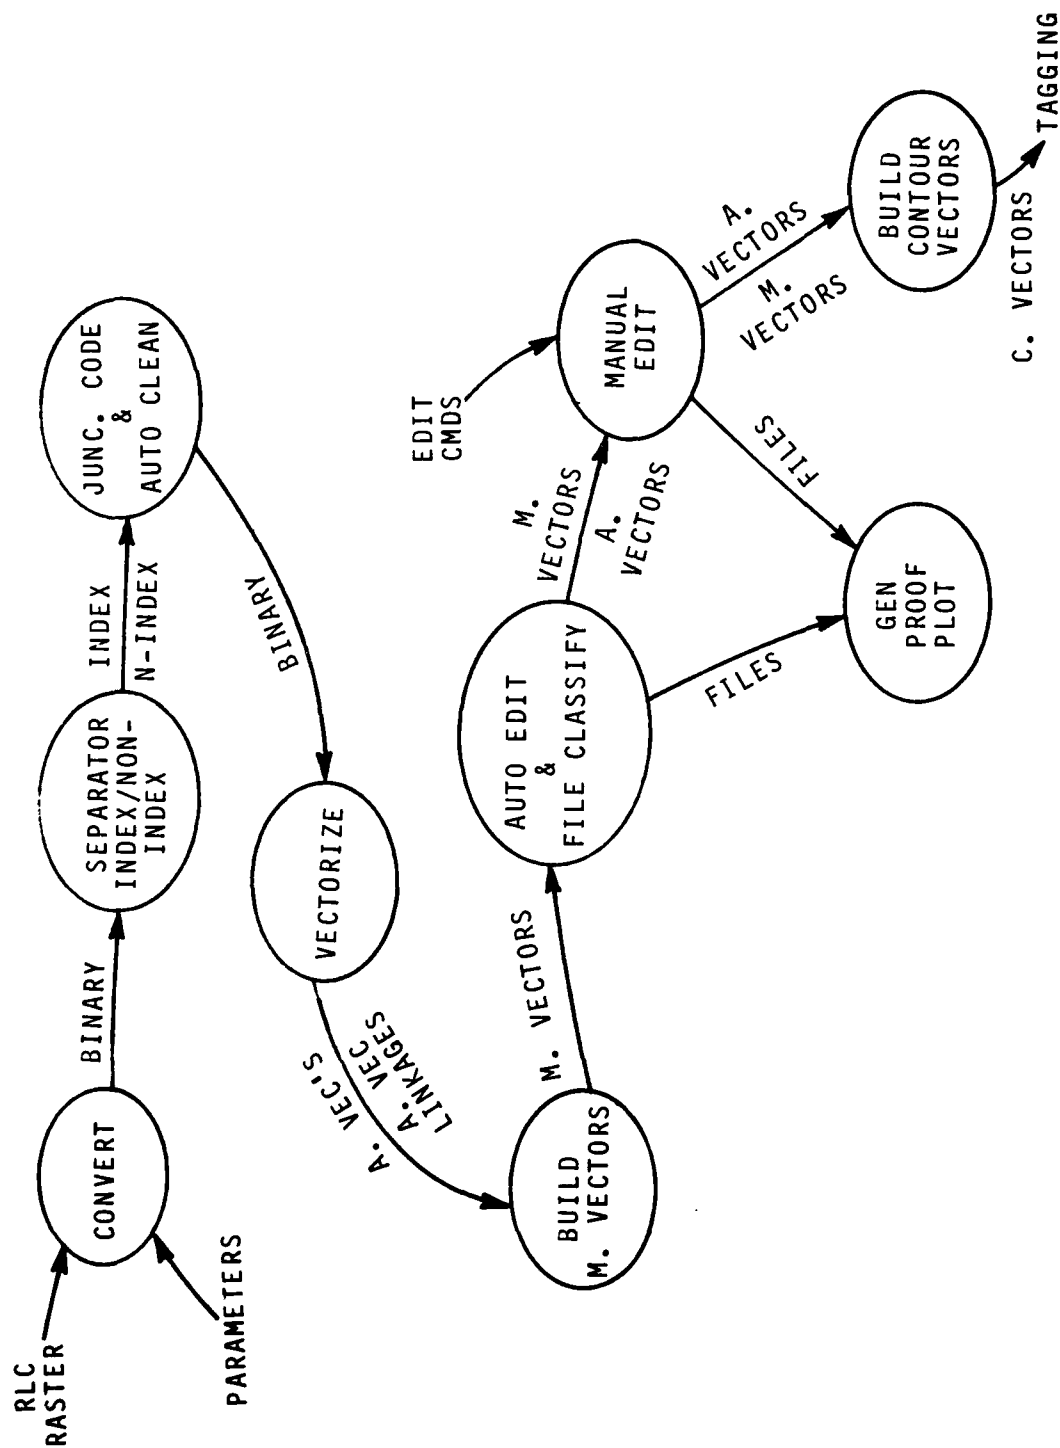 RLC
RASTER
PARAMETERS
CONVERT
BINARY
SEPARATOR
INDEX/NON-
INDEX
INDEX
N-INDEX
JUNC. CODE
&
AUTO CLEAN
BINARY
VECTORIZE
A. VEC'S
A. VEC
LINKAGES
BUILD
M. VECTORS
M. VECTORS
AUTO EDIT
&
FILE CLASSIFY
M.
VECTORS
A.
VECTORS
EDIT
CMDS
MANUAL
EDIT
FILES
FILES
GEN
PROOF
PLOT
A.
VECTORS
M.
VECTORS
BUILD
CONTOUR
VECTORS
C. VECTORS
TAGGING